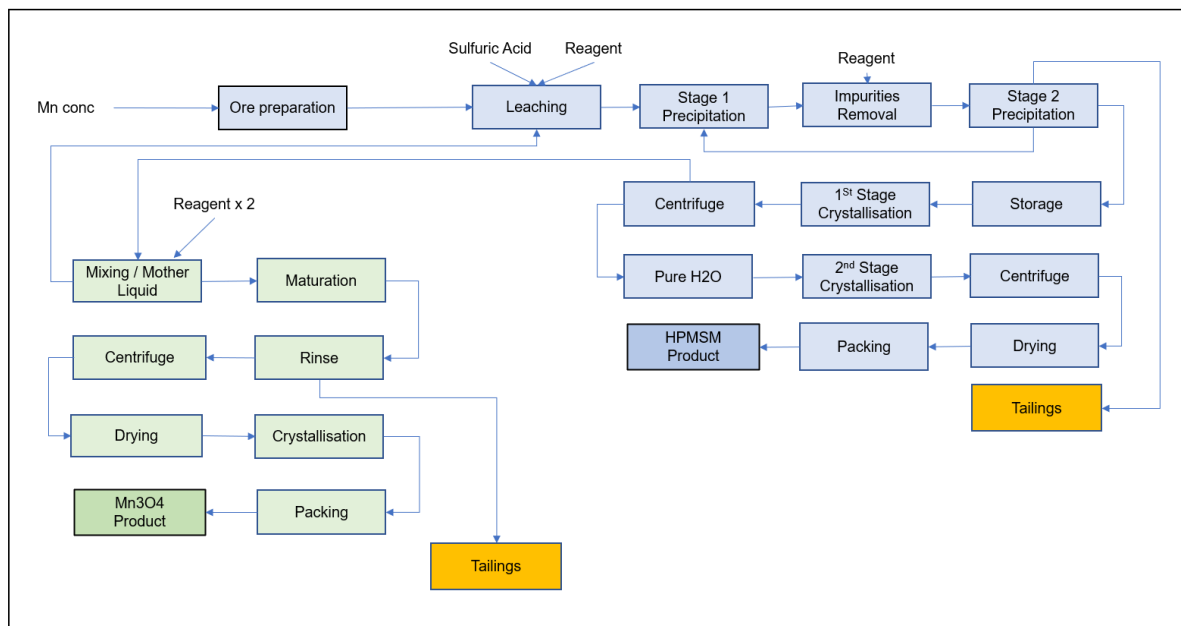 Sulfuric Acid
Reagent
Reagent
Mn conc
Ore preparation
Leaching
Stage 1
Precipitation
Impurities
Removal
Stage 2
Precipitation
Centrifuge
1St Stage
Crystallisation
Storage
Reagent x 2
Mixing / Mother
Liquid
Maturation
Pure H2O
2nd Stage
Crystallisation
Centrifuge
Centrifuge
Rinse
HPMSM
Product
Packing
Drying
Tailings
Drying
Crystallisation
Mn3O4
Product
Packing
Tailings